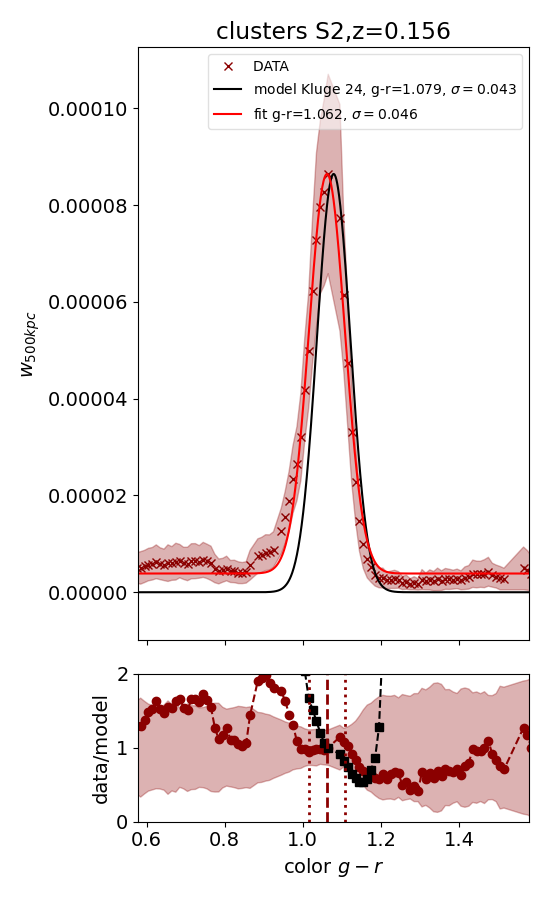 clusters S2,z=0.156
DATA
model Kluge 24, g-r=1.079, σ = 0.043
fit g-r=1.062, σ = 0.046
0.00010
0.00008
0.00006
0.00004
0.00002
0.00000
w500kpc
2
1
0
data/model
0.6 0.8 1.0 1.2 1.4
color g − r